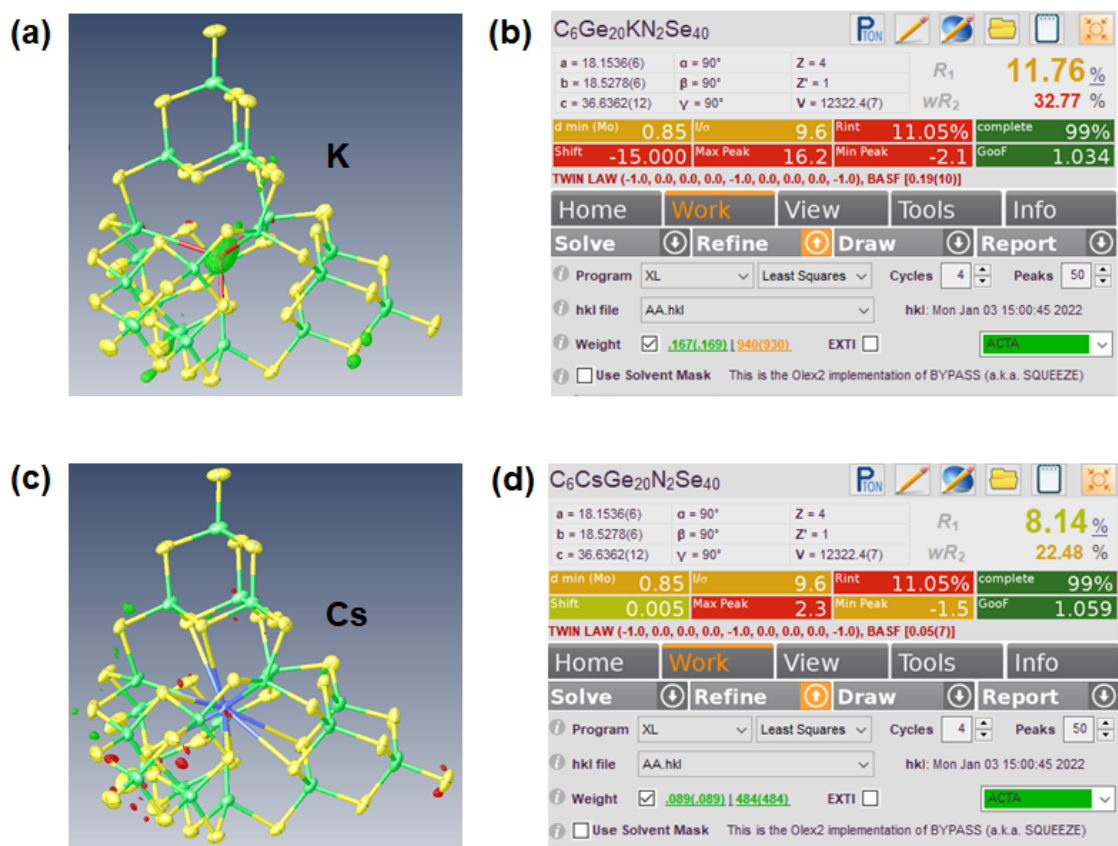 (a)
K
(b)
C₆Ge₂₀KN₂Se₄₀
PTON
a = 18.1536(6) α = 90° Z = 4
b = 18.5278(6) β = 90° Z' = 1
c = 36.6362(12) γ = 90° V = 12322.4(7)
R₁ 11.76 %
wR₂ 32.77 %
d min (Mo) 0.85 I/σ 9.6 Rint 11.05% complete 99%
Shift -15.000 Max Peak 16.2 Min Peak -2.1 GooF 1.034
TWIN LAW (-1.0, 0.0, 0.0, 0.0, -1.0, 0.0, 0.0, 0.0, -1.0), BASF [0.19(10)]
Home Work View Tools Info
Solve Refine Draw Report
Program XL Least Squares Cycles 4 Peaks 50
hkl file AA.hkl hkl: Mon Jan 03 15:00:45 2022
Weight .167(.169) | 940(930) EXTI ACTA
Use Solvent Mask This is the Olex2 implementation of BYPASS (a.k.a. SQUEEZE)
(c)
Cs
(d)
C₆CsGe₂₀N₂Se₄₀
PTON
a = 18.1536(6) α = 90° Z = 4
b = 18.5278(6) β = 90° Z' = 1
c = 36.6362(12) γ = 90° V = 12322.4(7)
R₁ 8.14 %
wR₂ 22.48 %
d min (Mo) 0.85 I/σ 9.6 Rint 11.05% complete 99%
Shift 0.005 Max Peak 2.3 Min Peak -1.5 GooF 1.059
TWIN LAW (-1.0, 0.0, 0.0, 0.0, -1.0, 0.0, 0.0, 0.0, -1.0), BASF [0.05(7)]
Home Work View Tools Info
Solve Refine Draw Report
Program XL Least Squares Cycles 4 Peaks 50
hkl file AA.hkl hkl: Mon Jan 03 15:00:45 2022
Weight .089(.089) | 484(484) EXTI ACTA
Use Solvent Mask This is the Olex2 implementation of BYPASS (a.k.a. SQUEEZE)